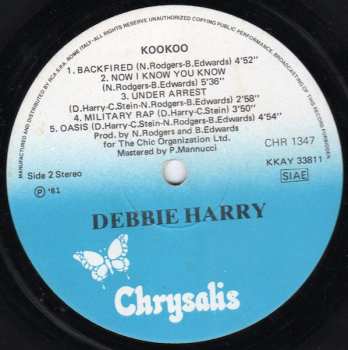 MANUFACTURED AND DISTRIBUTED BY RCA S.P.A. ROME ITALY-ALL RIGHTS RESERVED. UNAUTHORIZED COPYING PUBLIC PERFORMANCE, BROADCASTING OF THIS RECORD FORBIDDEN.
KOOKOO
1. BACKFIRED (N.Rodgers-B.Edwards) 4'52''
2. NOW I KNOW YOU KNOW
(N.Rodgers-B.Edwards) 5'36''
3. UNDER ARREST
(D.Harry-C.Stein-N.Rodgers-B.Edwards) 2'58''
4. MILITARY RAP (D.Harry-C.Stein) 3'50''
5. OASIS (D.Harry-C.Stein-N.Rodgers-B.Edwards) 4'54''
Prod. by N.Rodgers and B.Edwards
for The Chic Organization Ltd.
Mastered by P.Mannucci
CHR 1347
KKAY 33811
Side 2 Stereo
SIAE
Ⓟ '81
DEBBIE HARRY
Chrysalis